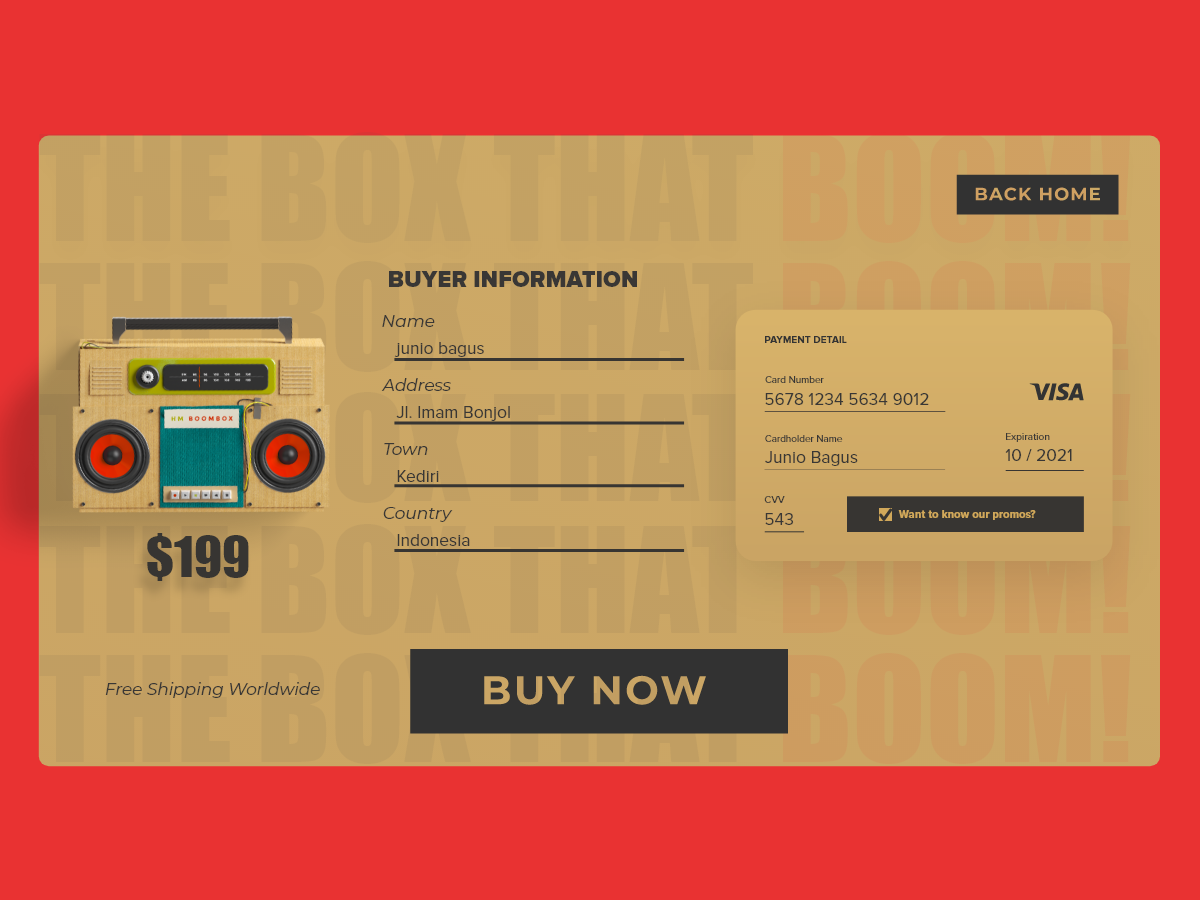 THE BOX THAT BOOM!
BACK HOME
THE BOX THAT BOOM!
BUYER INFORMATION
Name
junio bagus
Address
Jl. Imam Bonjol
Town
Kediri
Country
Indonesia
HM BOOMBOX
$199
PAYMENT DETAIL
Card Number
5678 1234 5634 9012
VISA
Cardholder Name
Junio Bagus
Expiration
10 / 2021
CVV
543
Want to know our promos?
THE BOX THAT BOOM!
THE BOX THAT BOOM!
Free Shipping Worldwide
BUY NOW
THE BOX THAT BOOM!